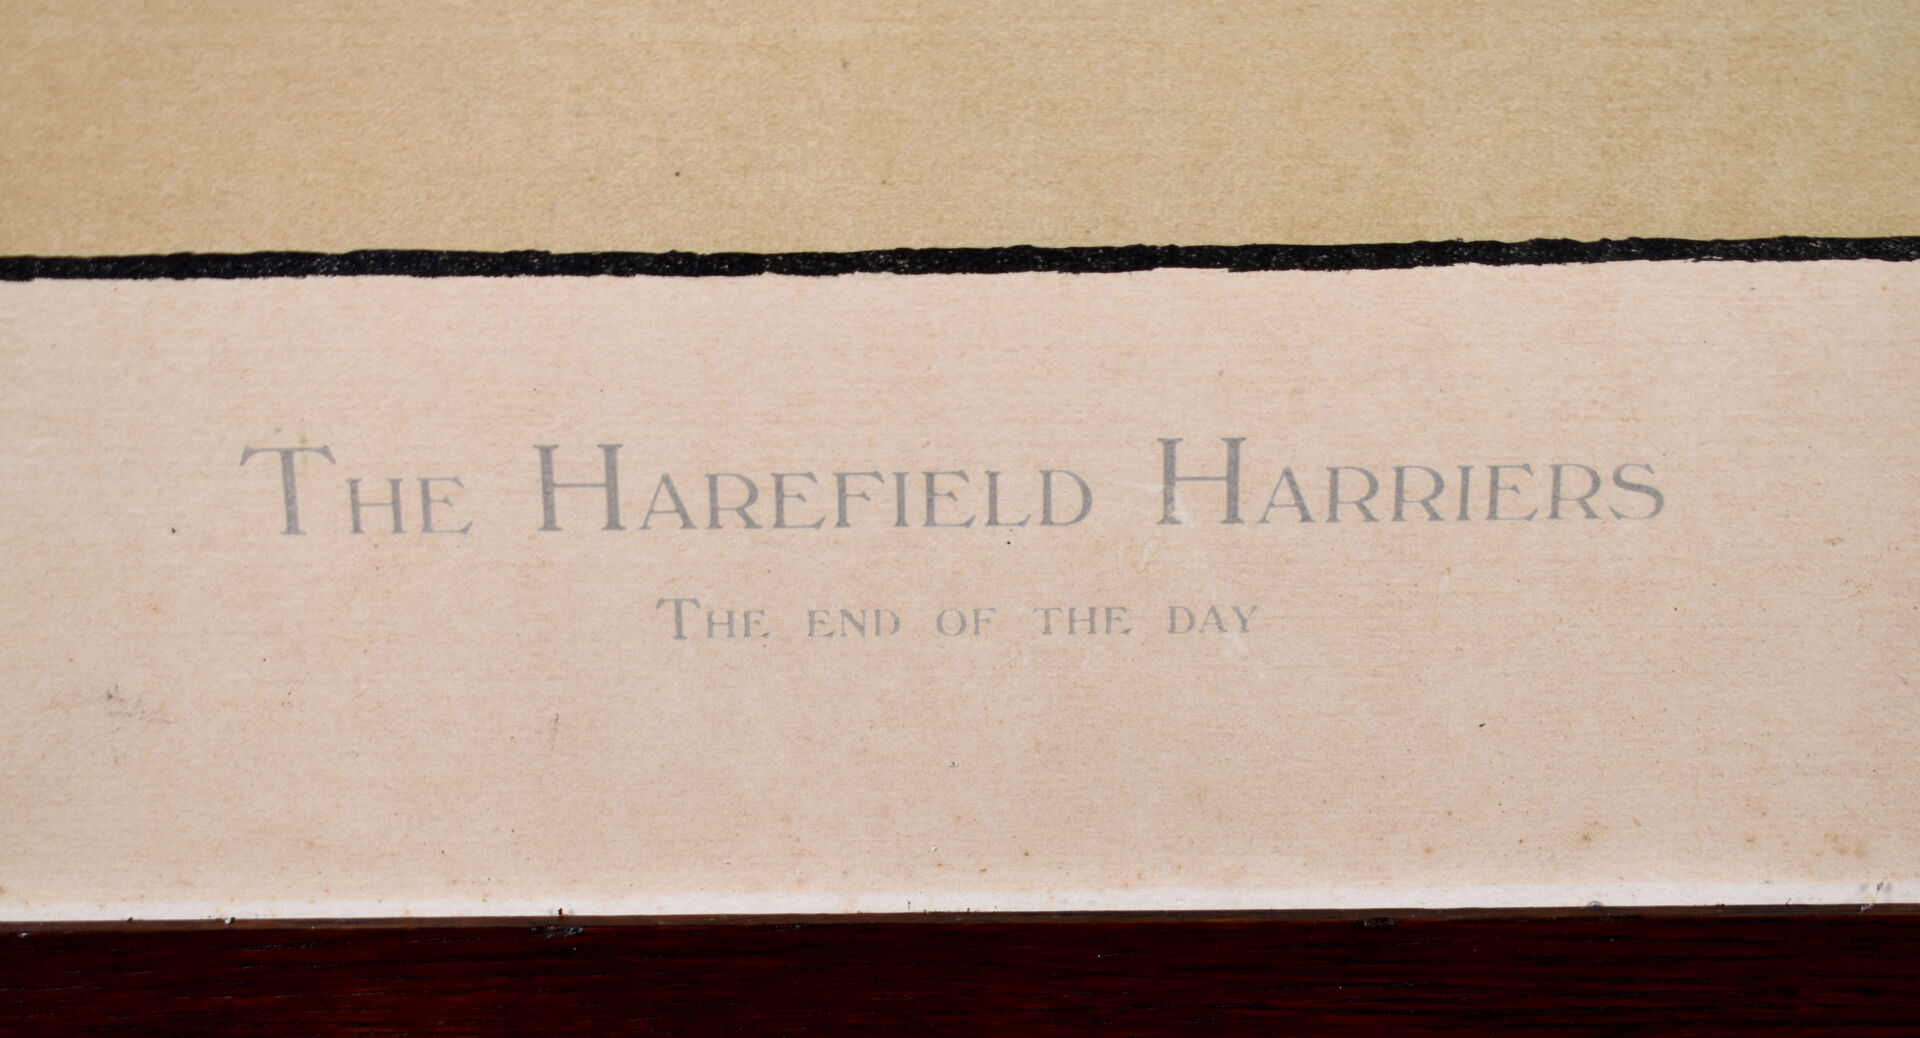 The Harefield Harriers
The end of the day